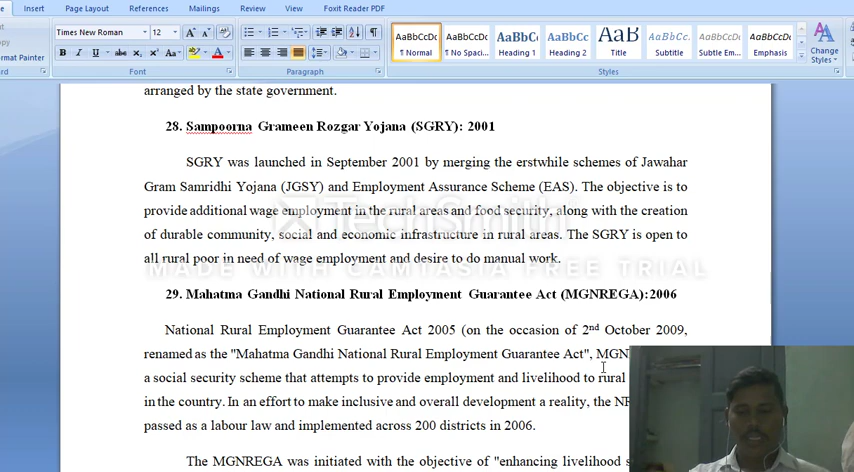 Insert Page Layout References Mailings Review View Foxit Reader PDF
Times New Roman 12
Format Painter
B I U abc x₂ x² Aa A
Font Paragraph Styles
AaBbCcDc AaBbCcDc AaBbC AaBbCc AaB AaBbCcL AaBbCcDc AaBbCcDc
¶ Normal ¶ No Spaci... Heading 1 Heading 2 Title Subtitle Subtle Em... Emphasis
Change
Styles
arranged by the state government.
28. Sampoorna Grameen Rozgar Yojana (SGRY): 2001
SGRY was launched in September 2001 by merging the erstwhile schemes of Jawahar
Gram Samridhi Yojana (JGSY) and Employment Assurance Scheme (EAS). The objective is to
provide additional wage employment in the rural areas and food security, along with the creation
of durable community, social and economic infrastructure in rural areas. The SGRY is open to
all rural poor in need of wage employment and desire to do manual work.
TechSmith
MADE WITH CAMTASIA FREE TRIAL
29. Mahatma Gandhi National Rural Employment Guarantee Act (MGNREGA):2006
National Rural Employment Guarantee Act 2005 (on the occasion of 2nd October 2009,
renamed as the "Mahatma Gandhi National Rural Employment Guarantee Act",
a social security scheme that attempts to provide employment and livelihood to rural
in the country. In an effort to make inclusive and overall development a reality, the
passed as a labour law and implemented across 200 districts in 2006.
The MGNREGA was initiated with the objective of "enhancing livelihood